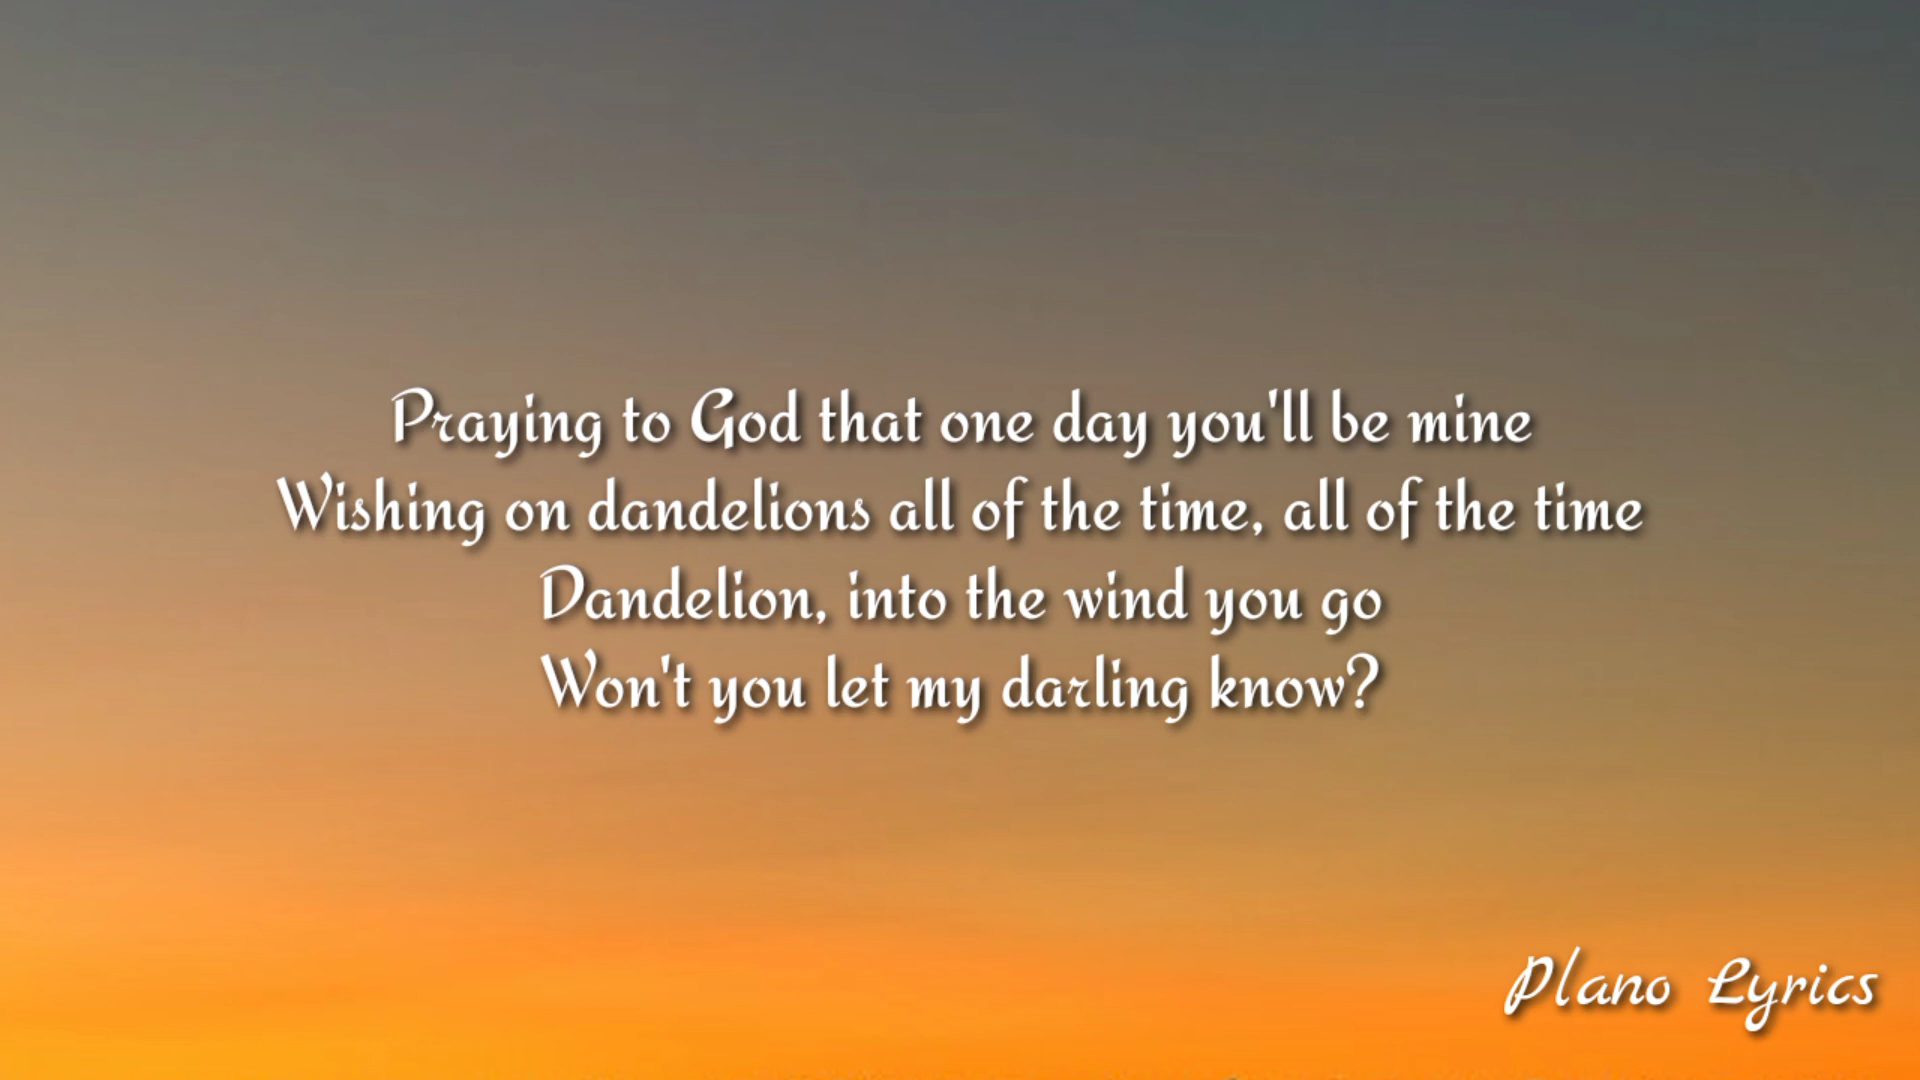 Praying to God that one day you'll be mine
Wishing on dandelions all of the time, all of the time
Dandelion, into the wind you go
Won't you let my darling know?
Plano Lyrics